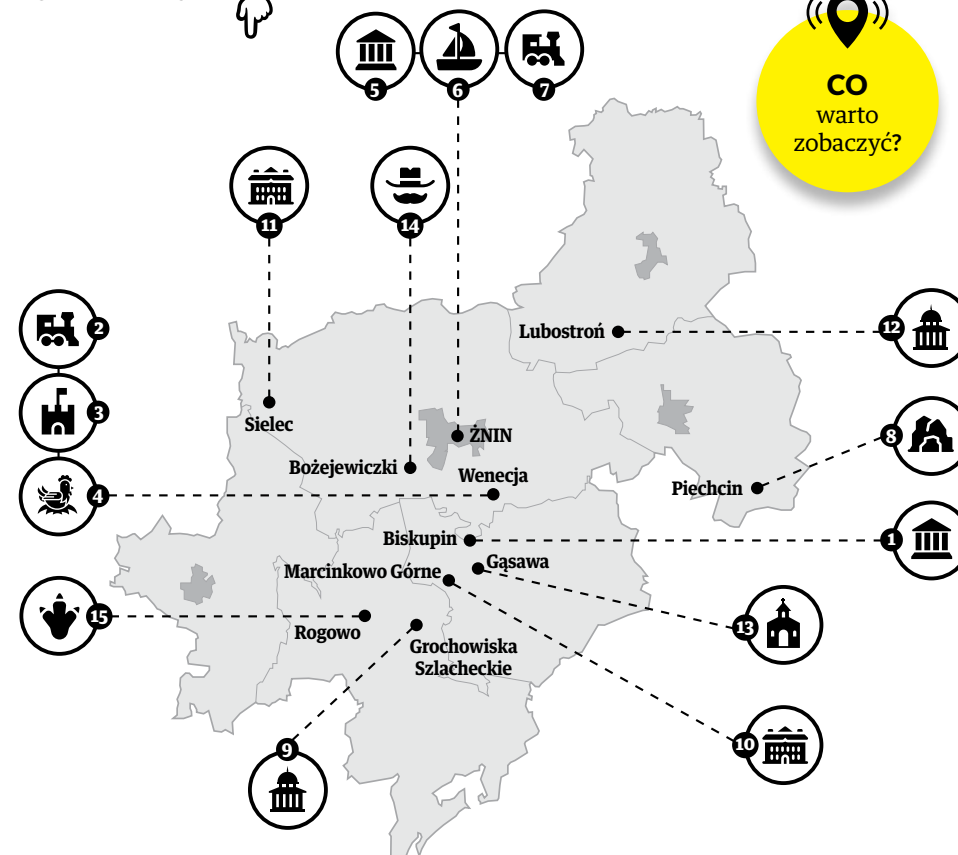 CO
warto
zobaczyć?
5
6
7
11
14
2
3
4
12
8
1
15
13
10
9
Lubostroń
Sielec
ŻNIN
Bożejewiczki
Wenecja
Piechcin
Biskupin
Gąsawa
Marcinkowo Górne
Rogowo
Grochowiska
Szlacheckie